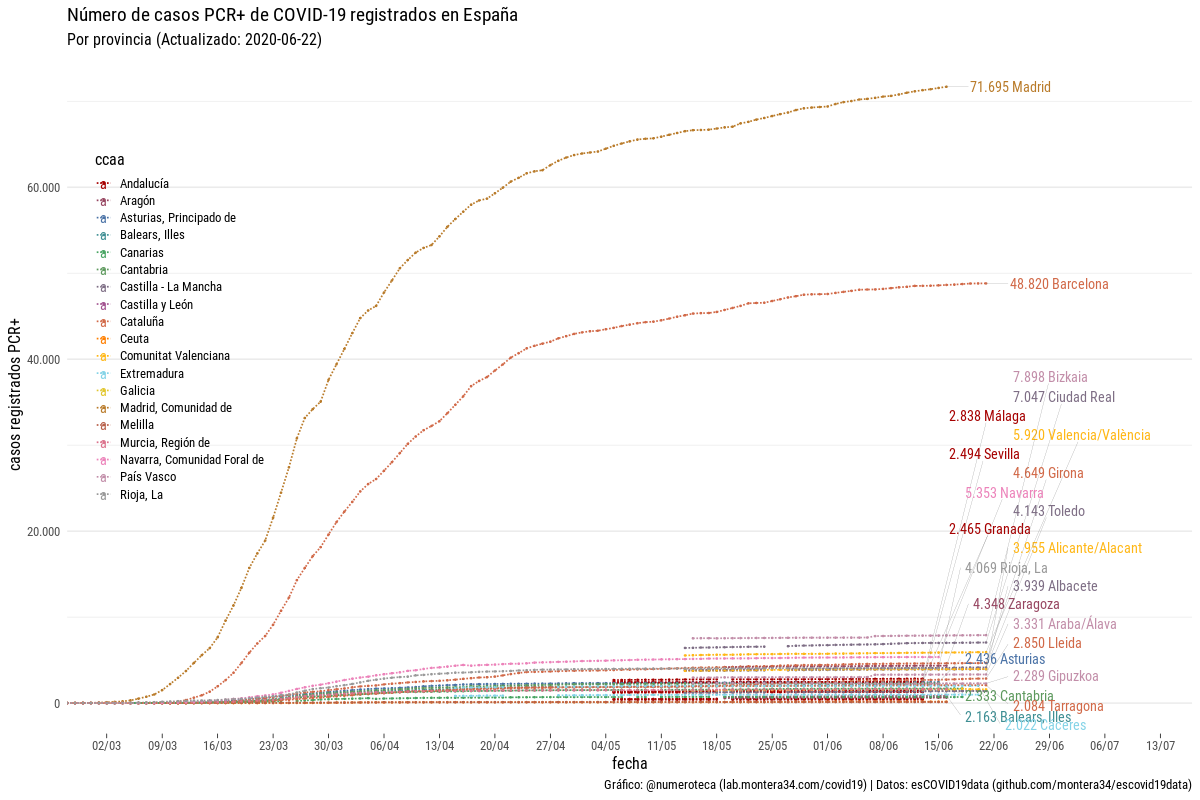 Número de casos PCR+ de COVID-19 registrados en España
Por provincia (Actualizado: 2020-06-22)
71.695 Madrid
ccaa
Andalucía
Aragón
Asturias, Principado de
Balears, Illes
Canarias
Cantabria
Castilla - La Mancha
Castilla y León
Cataluña
Ceuta
Comunitat Valenciana
Extremadura
Galicia
Madrid, Comunidad de
Melilla
Murcia, Región de
Navarra, Comunidad Foral de
País Vasco
Rioja, La
60.000
40.000
20.000
0
casos registrados PCR+
48.820 Barcelona
7.898 Bizkaia
7.047 Ciudad Real
2.838 Málaga
5.920 Valencia/València
2.494 Sevilla
4.649 Girona
5.353 Navarra
4.143 Toledo
2.465 Granada
3.955 Alicante/Alacant
4.069 Rioja, La
3.939 Albacete
4.348 Zaragoza
3.331 Araba/Álava
2.850 Lleida
2.436 Asturias
2.289 Gipuzkoa
2.333 Cantabria
2.084 Tarragona
2.163 Balears, Illes
2.022 Cáceres
02/03 09/03 16/03 23/03 30/03 06/04 13/04 20/04 27/04 04/05 11/05 18/05 25/05 01/06 08/06 15/06 22/06 29/06 06/07 13/07
fecha
Gráfico: @numeroteca (lab.montera34.com/covid19) | Datos: esCOVID19data (github.com/montera34/escovid19data)